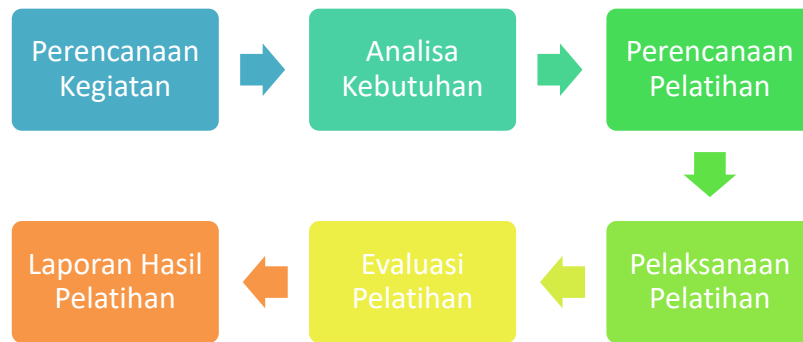 Perencanaan
Kegiatan
Analisa
Kebutuhan
Perencanaan
Pelatihan
Pelaksanaan
Pelatihan
Evaluasi
Pelatihan
Laporan Hasil
Pelatihan